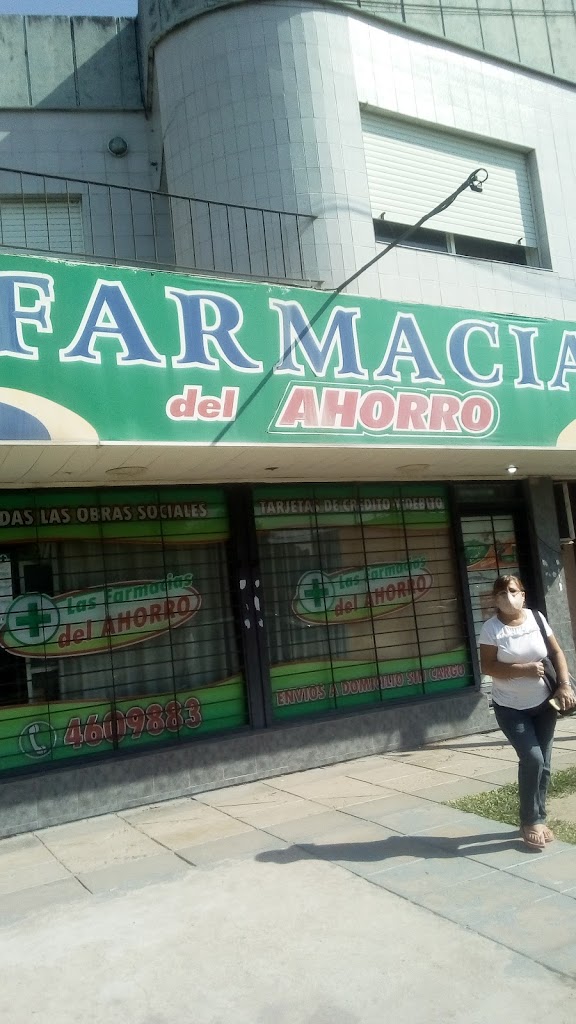 FARMACIA
del AHORRO
DAS LAS OBRAS SOCIALES
TARJETAS DE CREDITO Y DEBITO
Las Farmacias
del AHORRO
Las Farmacias
del AHORRO
4609883
ENVIOS A DOMICILIO SIN CARGO